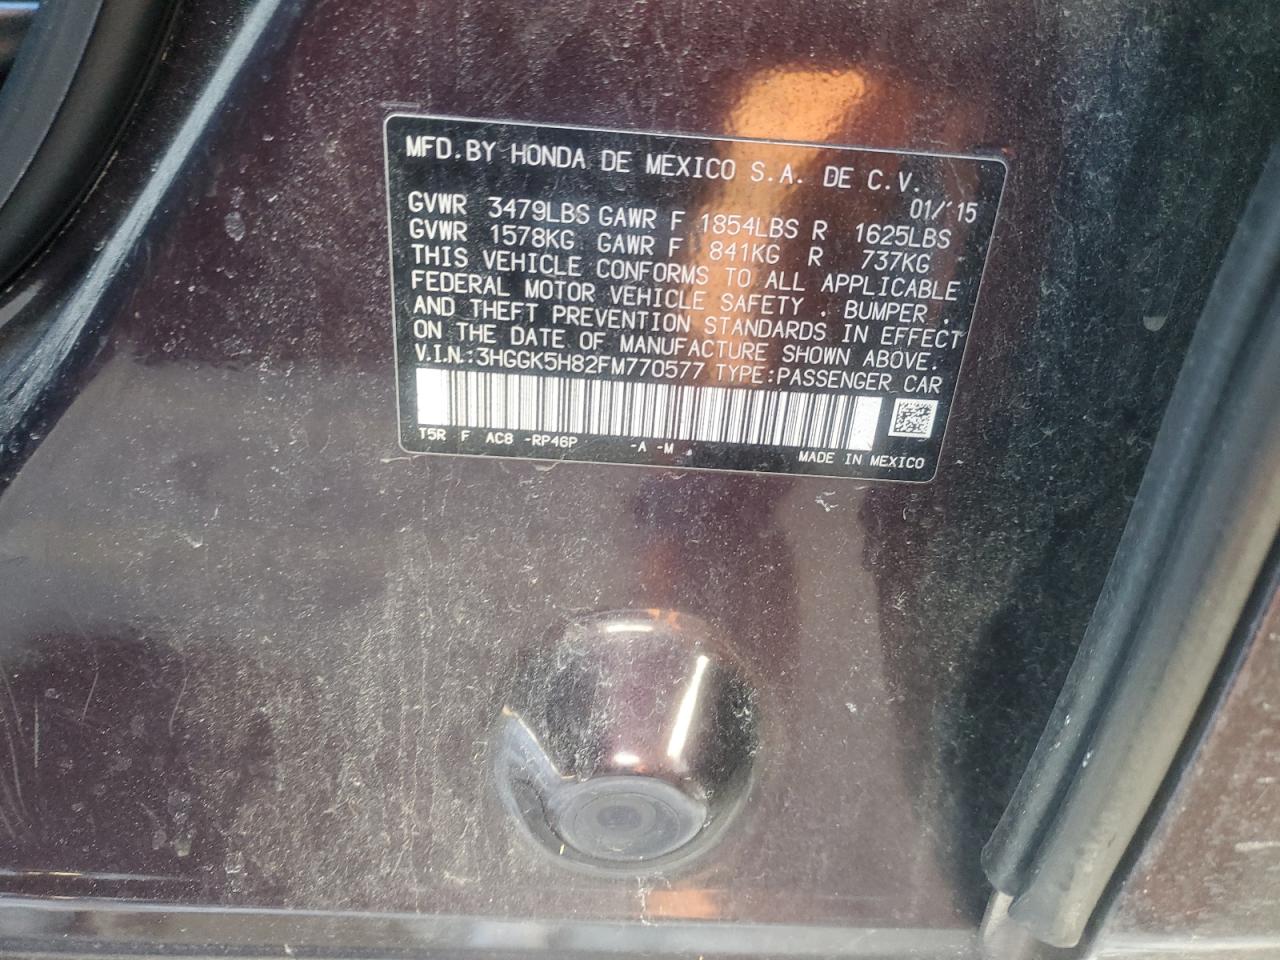 MFD.BY HONDA DE MEXICO S.A. DE C.V.
01/'15
GVWR 3479LBS GAWR F 1854LBS R 1625LBS
GVWR 1578KG GAWR F 841KG R 737KG
THIS VEHICLE CONFORMS TO ALL APPLICABLE
FEDERAL MOTOR VEHICLE SAFETY , BUMPER ,
AND THEFT PREVENTION STANDARDS IN EFFECT
ON THE DATE OF MANUFACTURE SHOWN ABOVE.
V.I.N.:3HGGK5H82FM770577 TYPE:PASSENGER CAR
T5R F AC8 -RP46P -A -M
MADE IN MEXICO